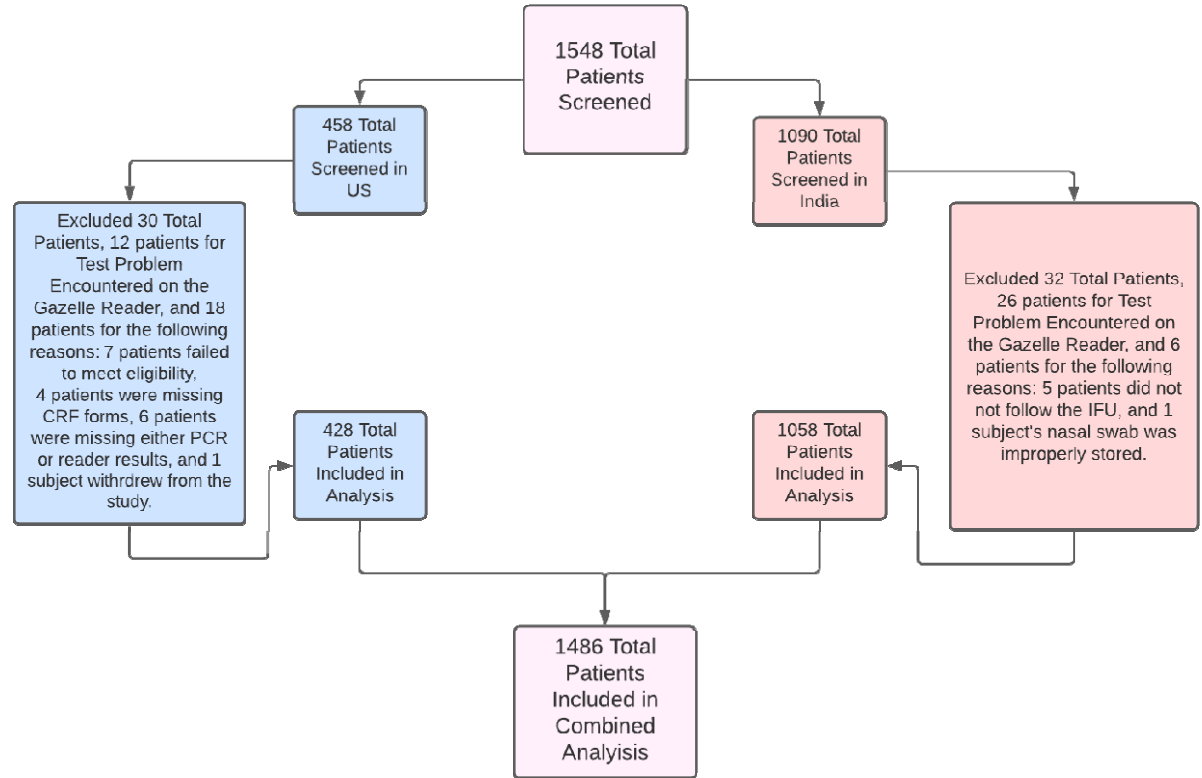 1548 Total
Patients
Screened
458 Total
Patients
Screened in
US
1090 Total
Patients
Screened in
India
Excluded 30 Total
Patients, 12 patients for
Test Problem
Encountered on the
Gazelle Reader, and 18
patients for the following
reasons: 7 patients failed
to meet eligibility,
4 patients were missing
CRF forms, 6 patients
were missing either PCR
or reader results, and 1
subject withrdrew from the
study.
Excluded 32 Total Patients,
26 patients for Test
Problem Encountered on
the Gazelle Reader, and 6
patients for the following
reasons: 5 patients did not
not follow the IFU, and 1
subject's nasal swab was
improperly stored.
428 Total
Patients
Included in
Analysis
1058 Total
Patients
Included in
Analysis
1486 Total
Patients
Included in
Combined
Analyisis